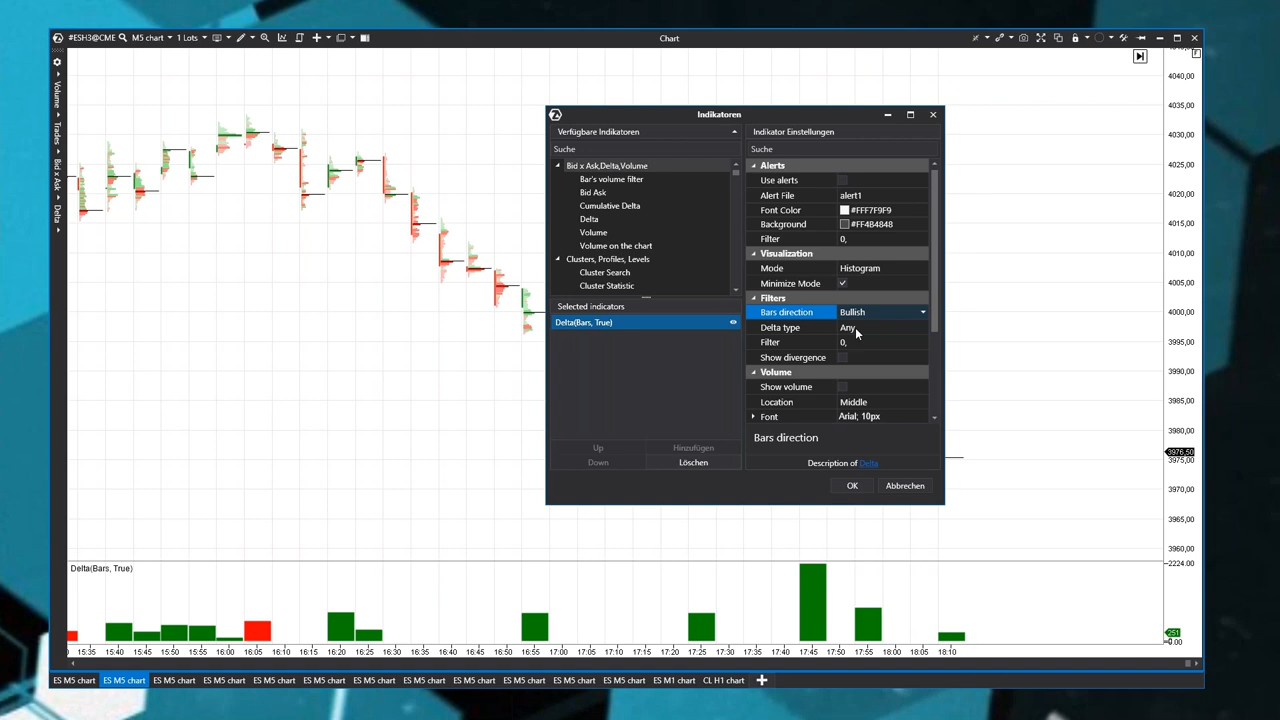 #ESH3@CME M5 chart 1 Lots Chart
Volume
Trades
Bid x Ask
Delta
4040,00
4035,00
4030,00
4025,00
4020,00
4015,00
4010,00
4005,00
4000,00
3995,00
3990,00
3985,00
3980,00
3976,50
3975,00
3970,00
3965,00
3960,00
Indikatoren
Verfügbare Indikatoren
Suche
Bid x Ask,Delta,Volume
Bar's volume filter
Bid Ask
Cumulative Delta
Delta
Volume
Volume on the chart
Clusters, Profiles, Levels
Cluster Search
Cluster Statistic
Selected indicators
Delta(Bars, True)
Up Hinzufügen
Down Löschen
Indikator Einstellungen
Suche
Alerts
Use alerts
Alert File alert1
Font Color #FFF7F9F9
Background #FF4B4848
Filter 0,
Visualization
Mode Histogram
Minimize Mode
Filters
Bars direction Bullish
Delta type Any
Filter 0,
Show divergence
Volume
Show volume
Location Middle
Font Arial; 10px
Bars direction
Description of Delta
OK Abbrechen
Delta(Bars, True)
2224.00
251
0.00
15:35 15:40 15:45 15:50 15:55 16:00 16:05 16:10 16:15 16:20 16:25 16:30 16:35 16:40 16:45 16:50 16:55 17:00 17:05 17:10 17:15 17:20 17:25 17:30 17:35 17:40 17:45 17:50 17:55 18:00 18:05 18:10
ES M5 chart ES M5 chart ES M5 chart ES M5 chart ES M5 chart ES M5 chart ES M5 chart ES M5 chart ES M5 chart ES M5 chart ES M5 chart ES M5 chart ES M1 chart CL H1 chart